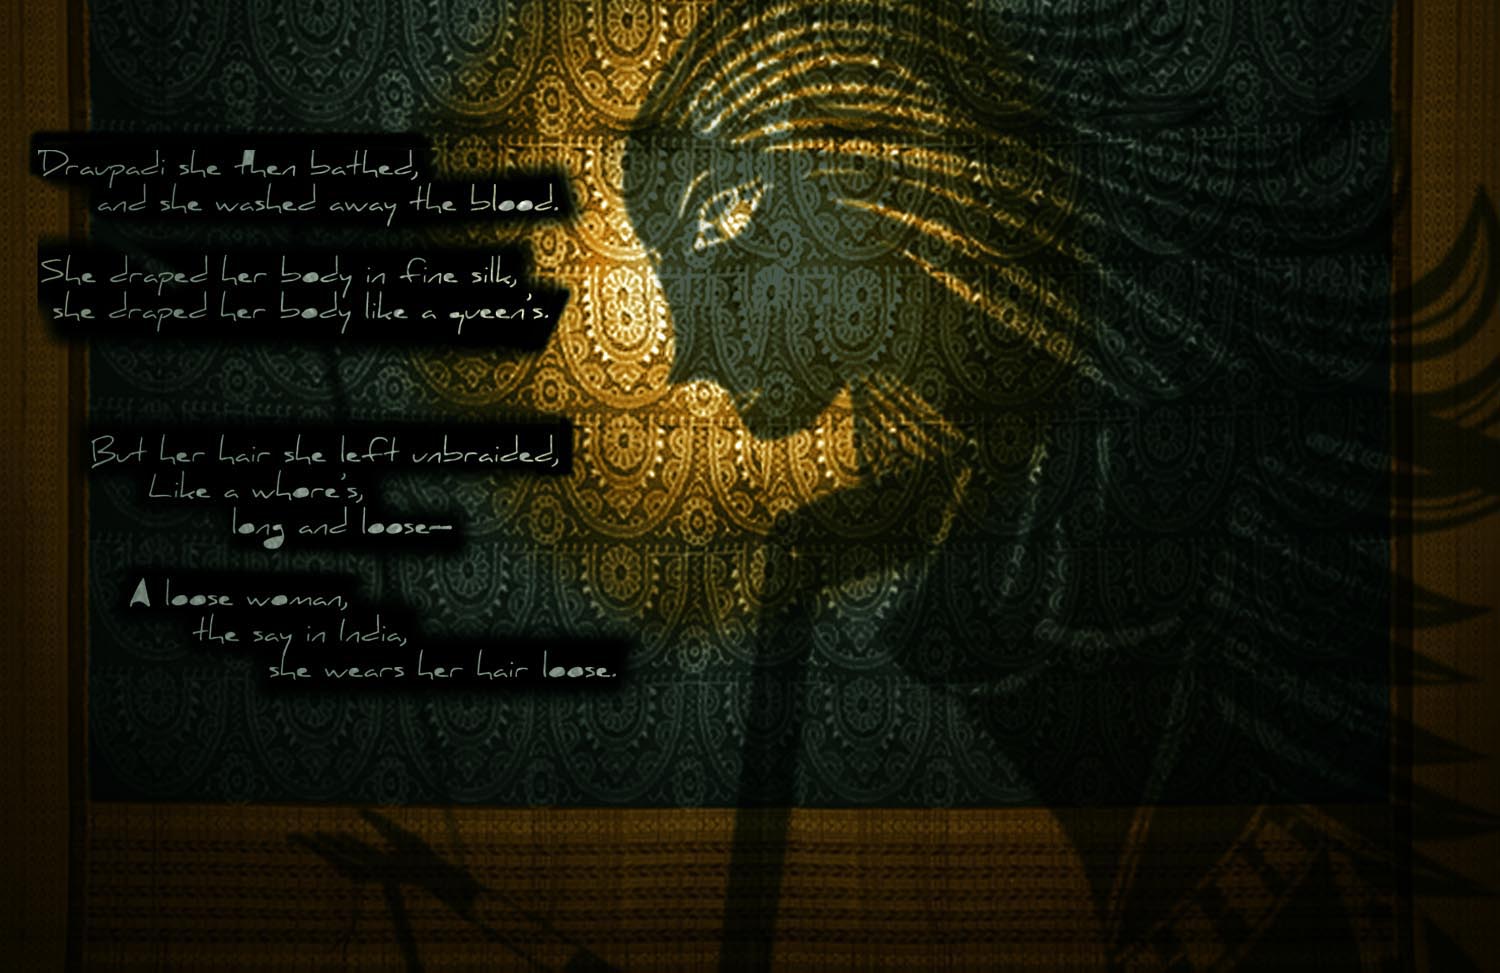 Draupadi she then bathed,
and she washed away the blood.
She draped her body in fine silk,
she draped her body like a queen's.
But her hair she left unbraided,
Like a whore's,
long and loose—
A loose woman,
the say in India,
she wears her hair loose.